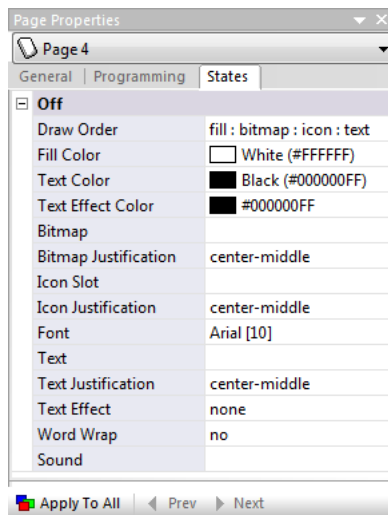 Page Properties
Page 4
General Programming States
Off
Draw Order fill : bitmap : icon : text
Fill Color White (#FFFFFF)
Text Color Black (#000000FF)
Text Effect Color #000000FF
Bitmap
Bitmap Justification center-middle
Icon Slot
Icon Justification center-middle
Font Arial [10]
Text
Text Justification center-middle
Text Effect none
Word Wrap no
Sound
Apply To All Prev Next